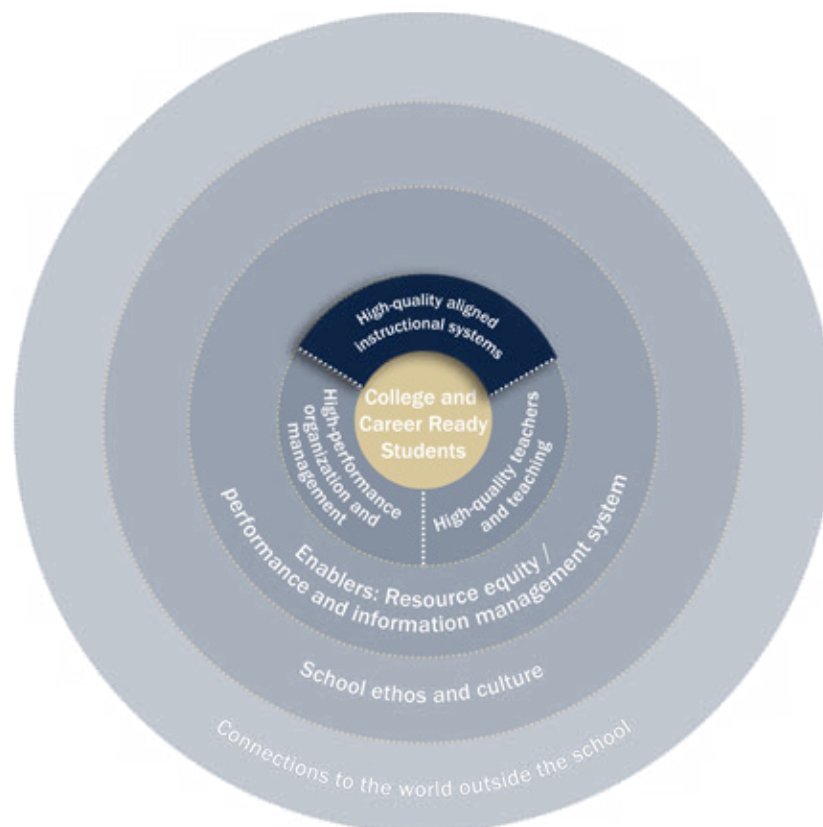 High-quality aligned
instructional systems
College and
Career Ready
Students
High-performance
organization and
management
High-quality teachers
and teaching
Enablers: Resource equity /
performance and information management system
School ethos and culture
Connections to the world outside the school